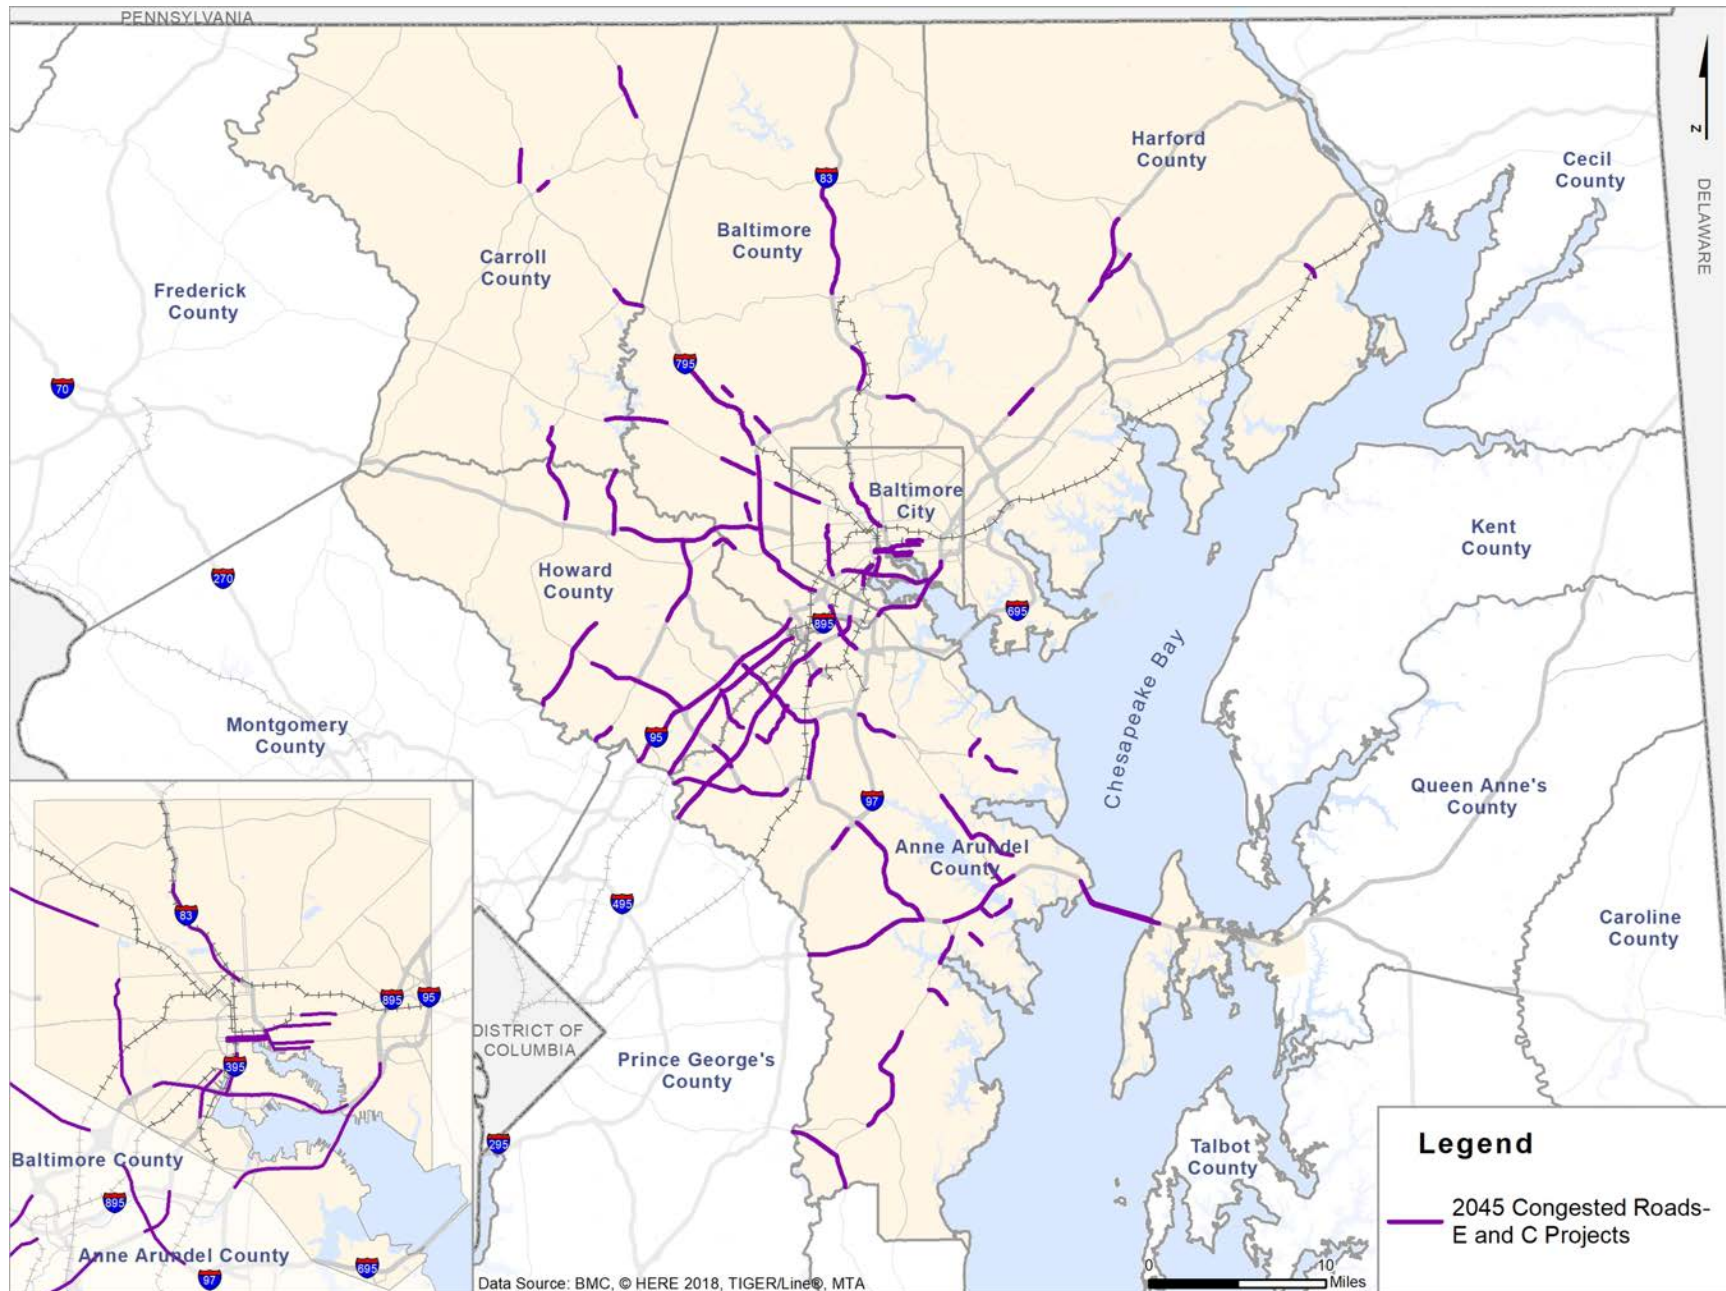 PENNSYLVANIA
DELAWARE
N
Harford
County
Cecil
County
83
Baltimore
County
Carroll
County
Frederick
County
795
70
Baltimore
City
Kent
County
270
Howard
County
695
895
Chesapeake Bay
Montgomery
County
95
97
Queen Anne's
County
Anne Arundel
County
495
Caroline
County
DISTRICT OF
COLUMBIA
Prince George's
County
295
Talbot
County
83
895
95
395
Baltimore County
895
Anne Arundel County
97
695
Data Source: BMC, © HERE 2018, TIGER/Line®, MTA
0 10
Miles
Legend
2045 Congested Roads-
E and C Projects